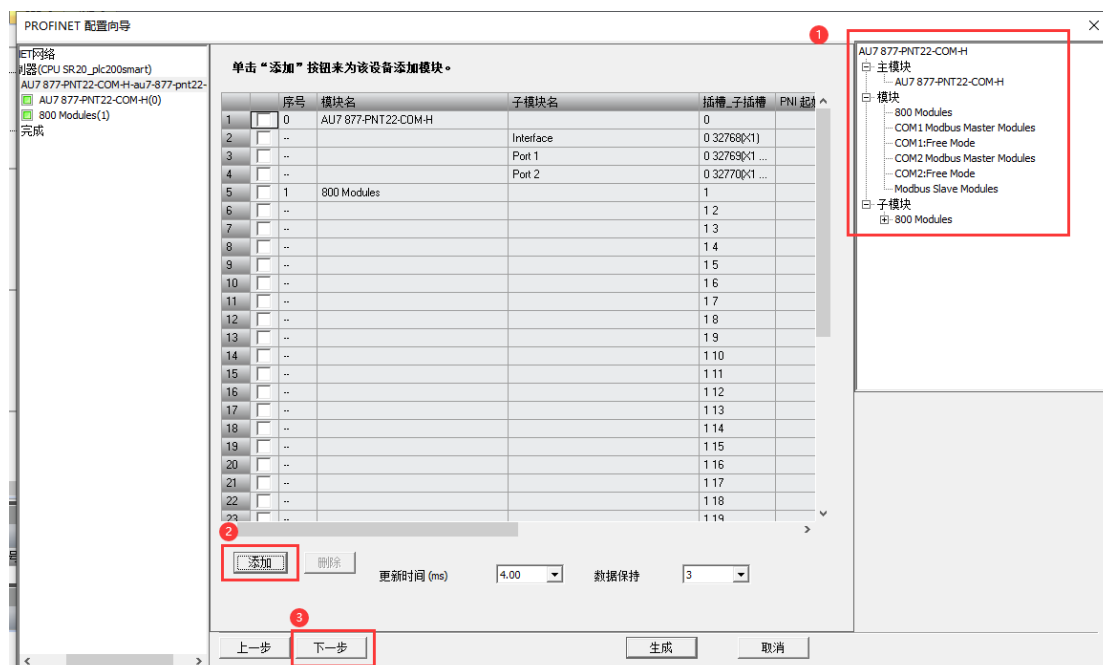 PROFINET 配置向导
ET网络
制器(CPU SR20_plc200smart)
AU7 877-PNT22-COM-H-au7-877-pnt22-
AU7 877-PNT22-COM-H(0)
800 Modules(1)
完成
单击“添加”按钮来为该设备添加模块。
序号 模块名 子模块名 插槽_子插槽 PNI 起始
1 0 AU7 877-PNT22-COM-H 0
2 -- Interface 0 32768(X1)
3 -- Port 1 0 32769(X1 ...
4 -- Port 2 0 32770(X1 ...
5 1 800 Modules 1
6 -- 1 2
7 -- 1 3
8 -- 1 4
9 -- 1 5
10 -- 1 6
11 -- 1 7
12 -- 1 8
13 -- 1 9
14 -- 1 10
15 -- 1 11
16 -- 1 12
17 -- 1 13
18 -- 1 14
19 -- 1 15
20 -- 1 16
21 -- 1 17
22 -- 1 18
23 -- 1 19
2
添加 删除 更新时间 (ms) 4.00 数据保持 3
3
上一步 下一步 生成 取消
1
AU7 877-PNT22-COM-H
主模块
AU7 877-PNT22-COM-H
模块
800 Modules
COM1 Modbus Master Modules
COM1:Free Mode
COM2 Modbus Master Modules
COM2:Free Mode
Modbus Slave Modules
子模块
800 Modules